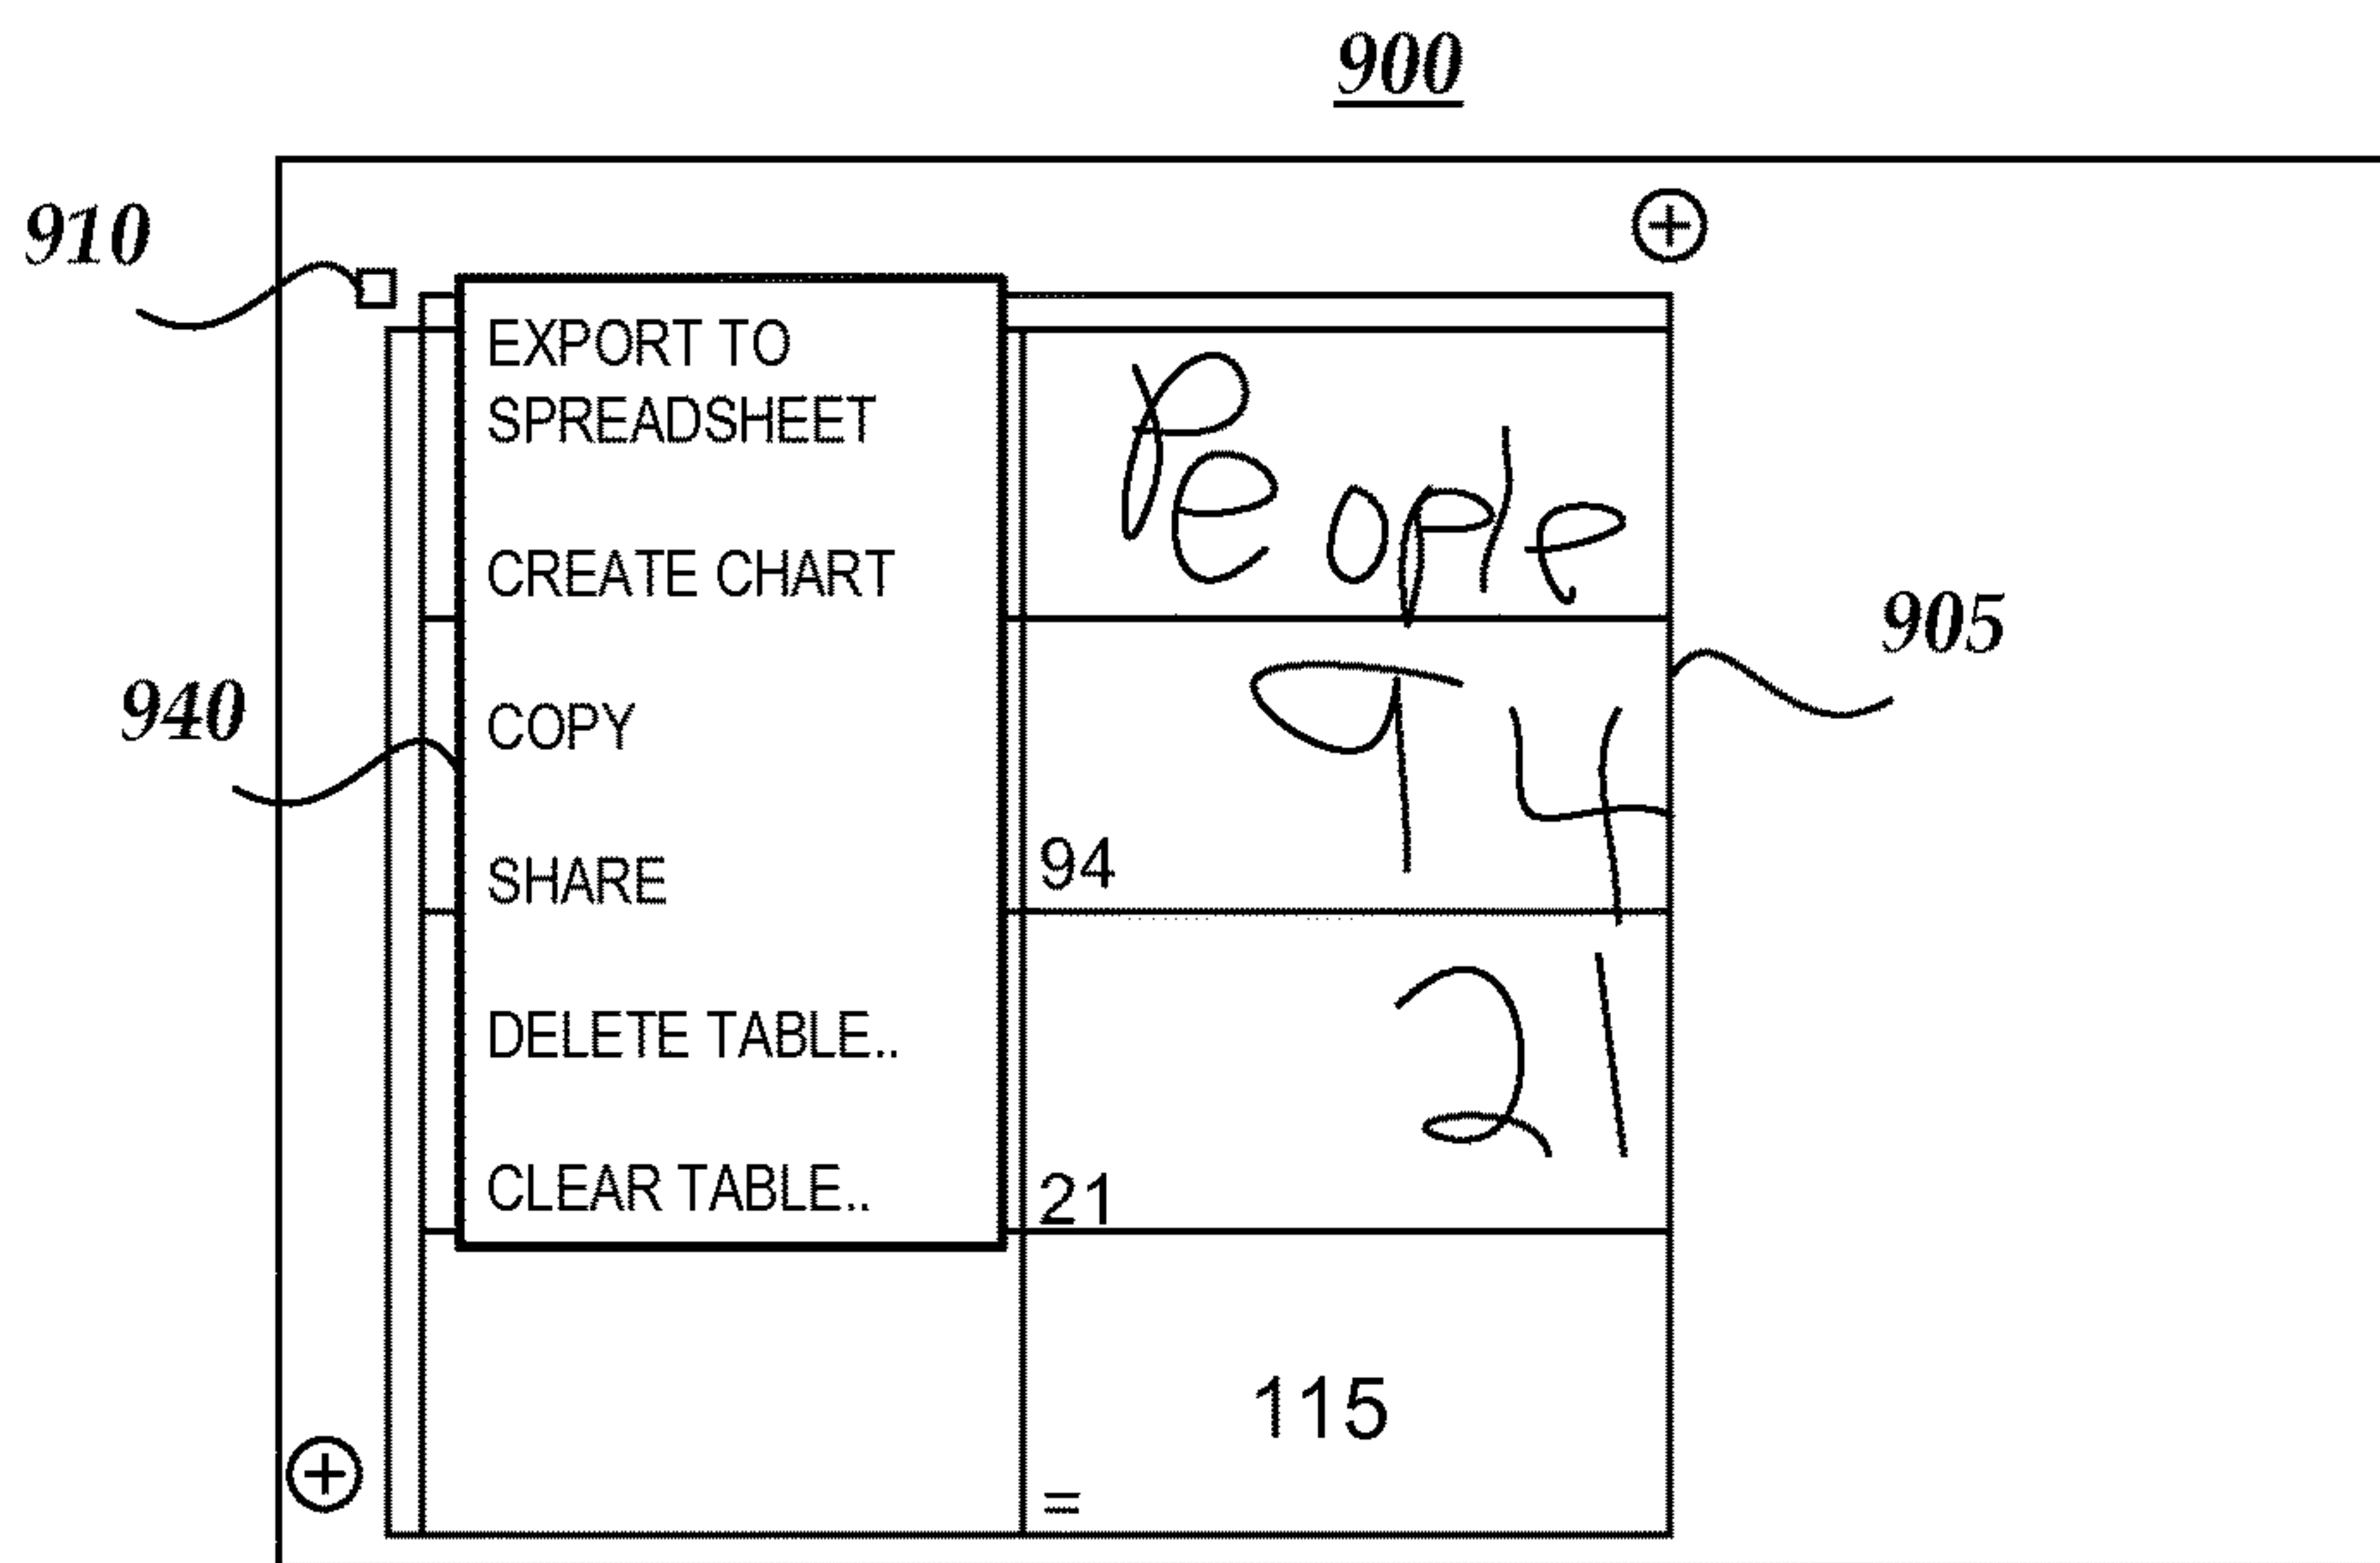 900
910
EXPORT TO
SPREADSHEET
CREATE CHART
COPY
SHARE
DELETE TABLE..
CLEAR TABLE..
People
905
940
94
94
21
21
115
=